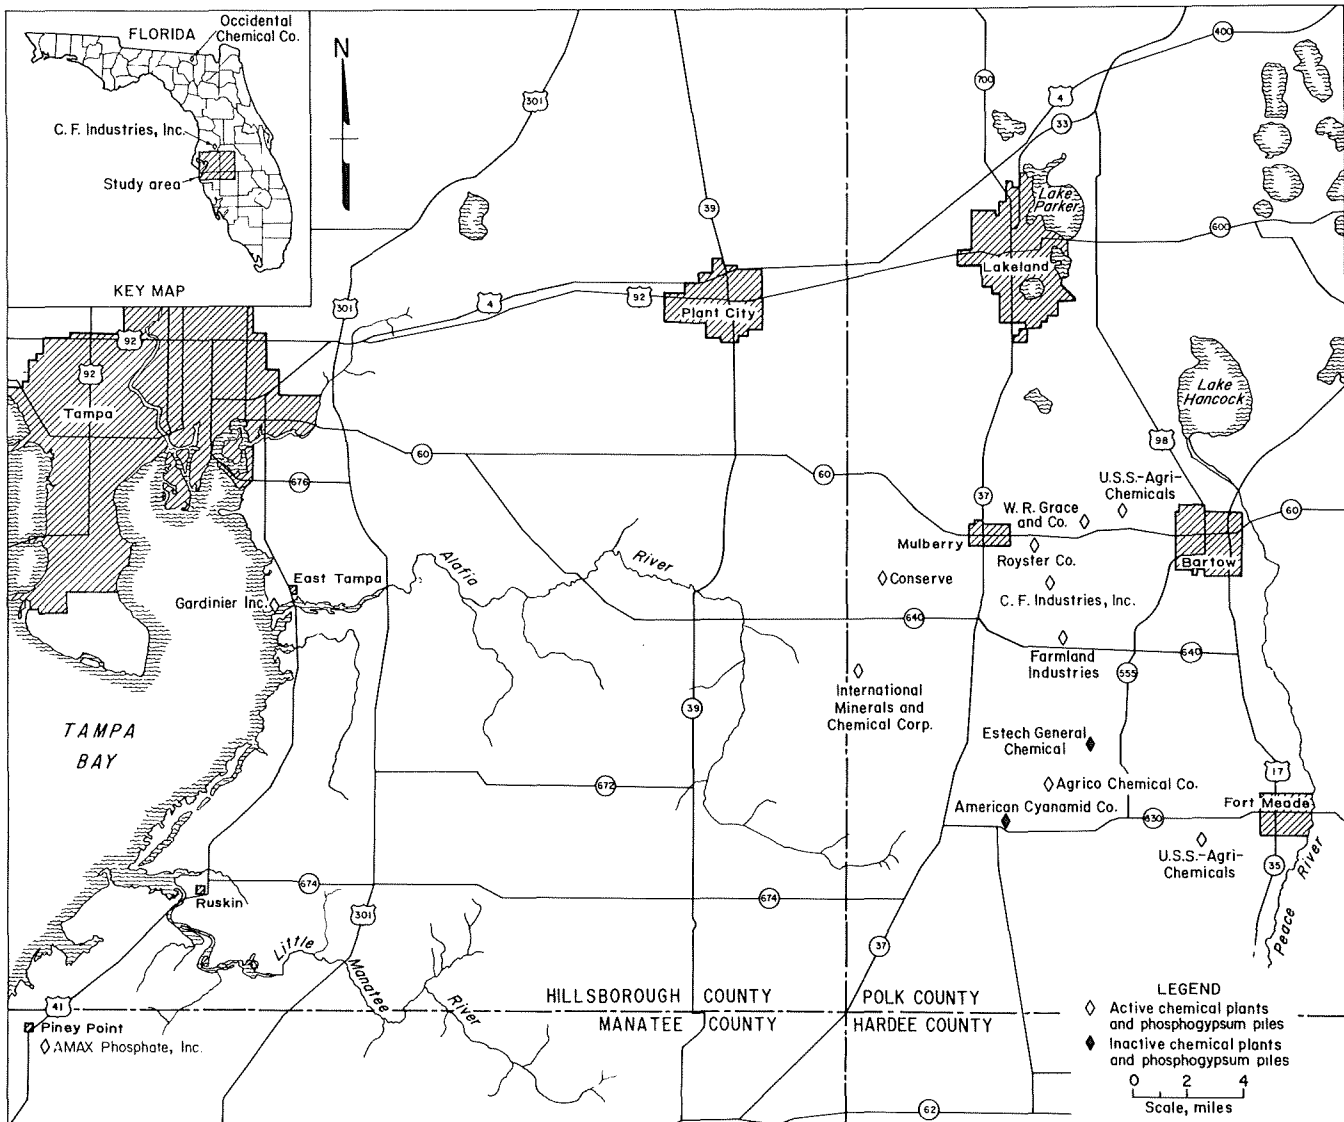 FLORIDA
Occidental
Chemical Co.
C. F. Industries, Inc.
Study area
KEY MAP
N
301
39
700
4
33
400
Lake
Parker
600
Lakeland
301
4
92
Plant City
92
92
Tampa
Lake
Hancock
98
60
676
60
37
U.S.S.-Agri-
Chemicals
W. R. Grace
and Co.
60
Mulberry
Royster Co.
Bartow
Alafia
River
East Tampa
Gardinier Inc.
Conserve
C. F. Industries, Inc.
640
Farmland
Industries
640
555
International
Minerals and
Chemical Corp.
39
TAMPA
BAY
Estech General
Chemical
17
672
Agrico Chemical Co.
American Cyanamid Co.
Fort Meade
630
U.S.S.-Agri-
Chemicals
35
Peace River
674
674
Ruskin
301
Little
Manatee
River
37
HILLSBOROUGH COUNTY
POLK COUNTY
MANATEE COUNTY
HARDEE COUNTY
41
Piney Point
AMAX Phosphate, Inc.
62
LEGEND
Active chemical plants
and phosphogypsum piles
Inactive chemical plants
and phosphogypsum piles
0 2 4
Scale, miles